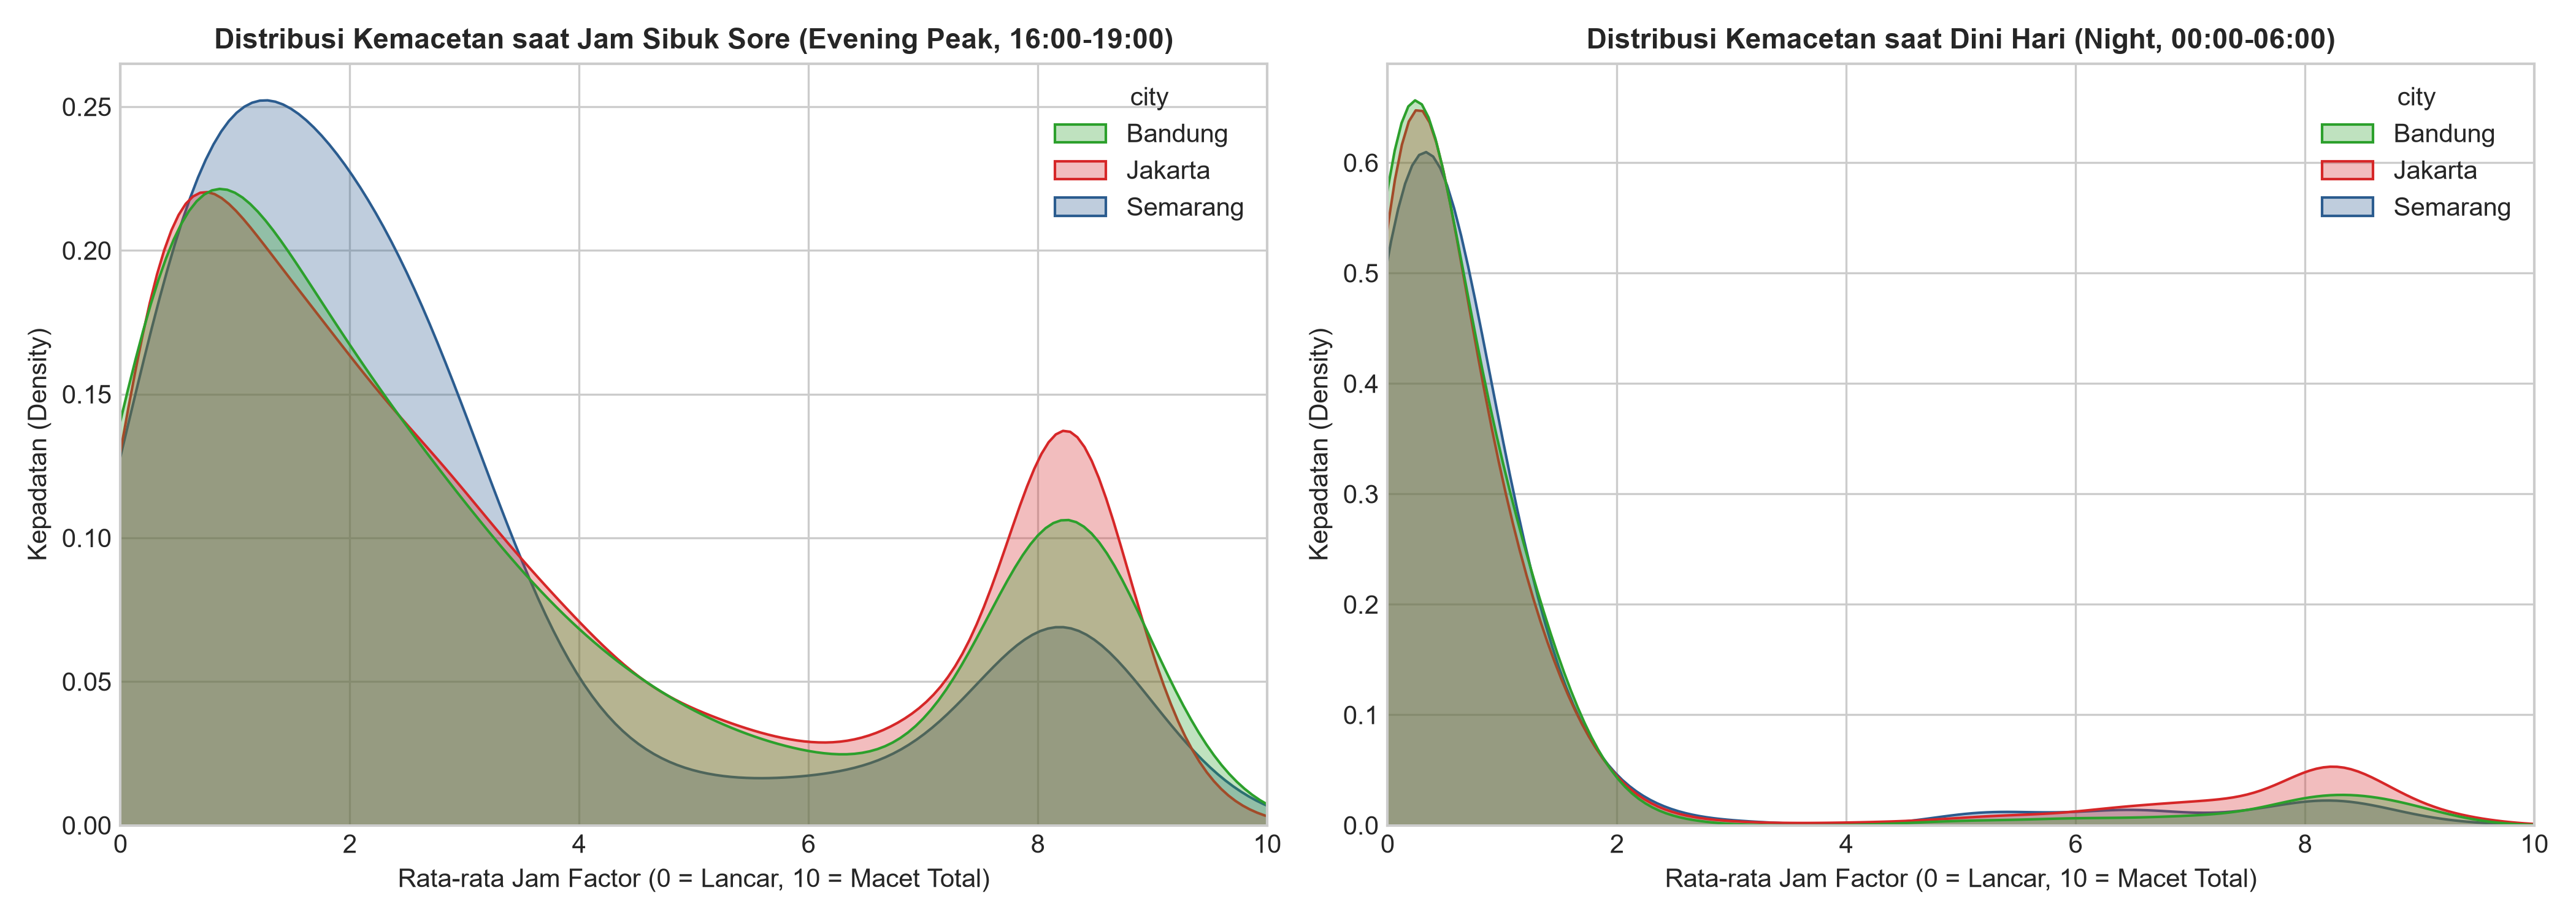 Distribusi Kemacetan saat Jam Sibuk Sore (Evening Peak, 16:00-19:00)
Kepadatan (Density)
0.25
0.20
0.15
0.10
0.05
0.00
0 2 4 6 8 10
Rata-rata Jam Factor (0 = Lancar, 10 = Macet Total)
city
Bandung
Jakarta
Semarang
Distribusi Kemacetan saat Dini Hari (Night, 00:00-06:00)
Kepadatan (Density)
0.6
0.5
0.4
0.3
0.2
0.1
0.0
0 2 4 6 8 10
Rata-rata Jam Factor (0 = Lancar, 10 = Macet Total)
city
Bandung
Jakarta
Semarang